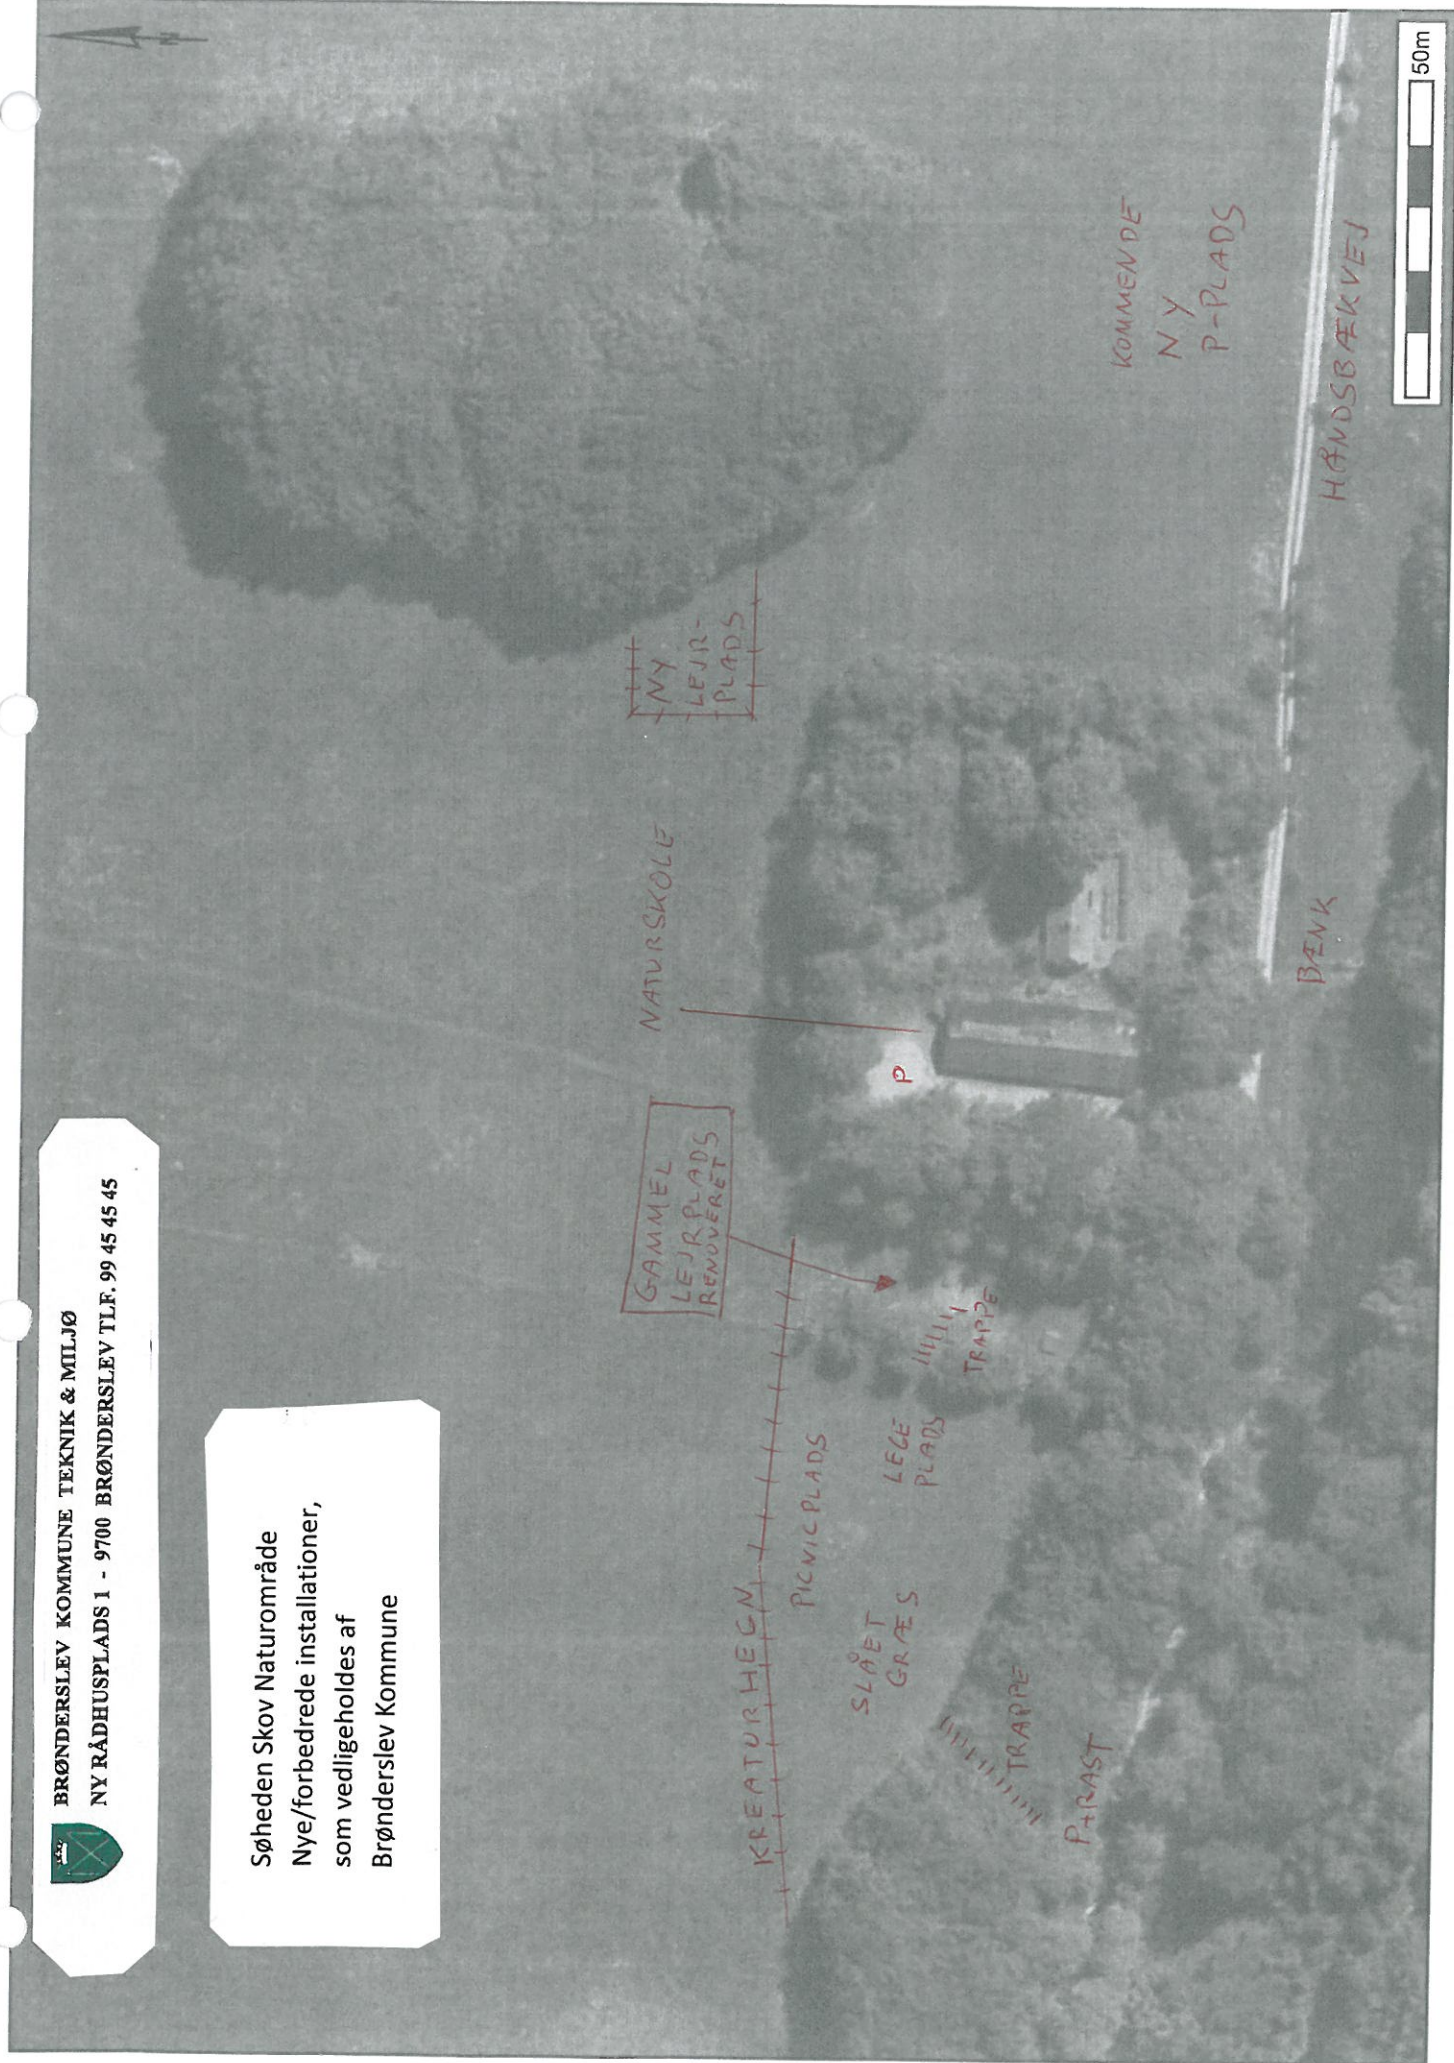 BRØNDERSLEV KOMMUNE TEKNIK & MILJØ
NY RÅDHUSPLADS 1 - 9700 BRØNDERSLEV TLF. 99 45 45 45
Søheden Skov Naturområde
Nye/forbedrede installationer,
som vedligeholdes af
Brønderslev Kommune
N
GAMMEL
LEJRPLADS
RENOVERET
NATURSKOLE
NY
LEJR-
PLADS
KREATURHEGN
PICNICPLADS
SLÅET
GRÆS
LEGE
PLADS
TRAPPE
P
TRAPPE
BÆNK
KOMMENDE
NY
P-PLADS
HÅNDSBÆKVEJ
50m